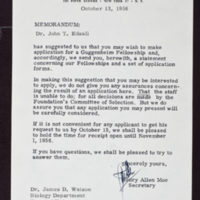 October 13, 1956
MEMORANDUM:
Dr. John T. Edsall
has suggested to us that you may wish to make
application for a Guggenheim Fellowship and,
accordingly, we send you, herewith, a statement
concerning our Fellowships and a set of application
forms.
In making this suggestion that you may be interested
to apply, we do not give you any assurances concern-
ing the result of an application here. That the staff
is unable to do: for all decisions are made by
the Foundation's Committee of Selection. But we do
assure you that any application you may present will
be carefully considered.
If it is not convenient for any applicant to get his
request to us by October 15, we shall be pleased
to hold the time for receipt open until November
1, 1956.
If you have questions, we shall be pleased to try
to answer them.
Sincerely yours,
Henry Allen Moe
Secretary
Dr. James D. Watson
Biology Department